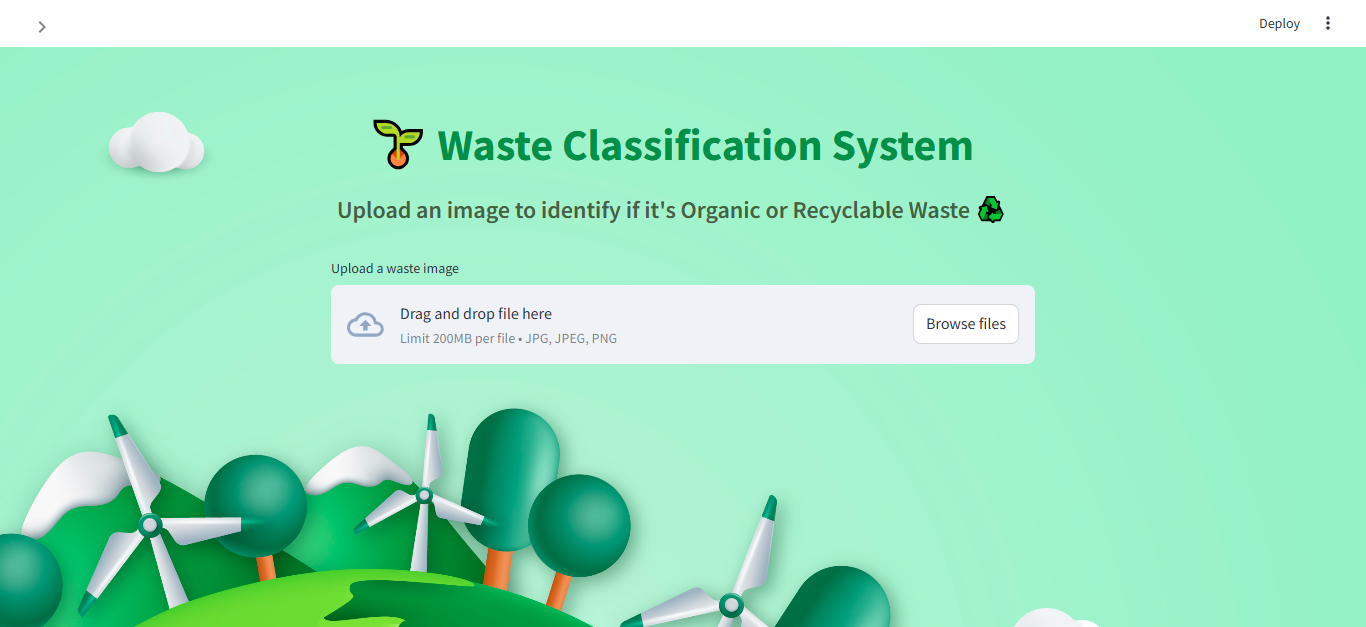 Deploy
Waste Classification System
Upload an image to identify if it's Organic or Recyclable Waste
Upload a waste image
Drag and drop file here
Limit 200MB per file • JPG, JPEG, PNG
Browse files